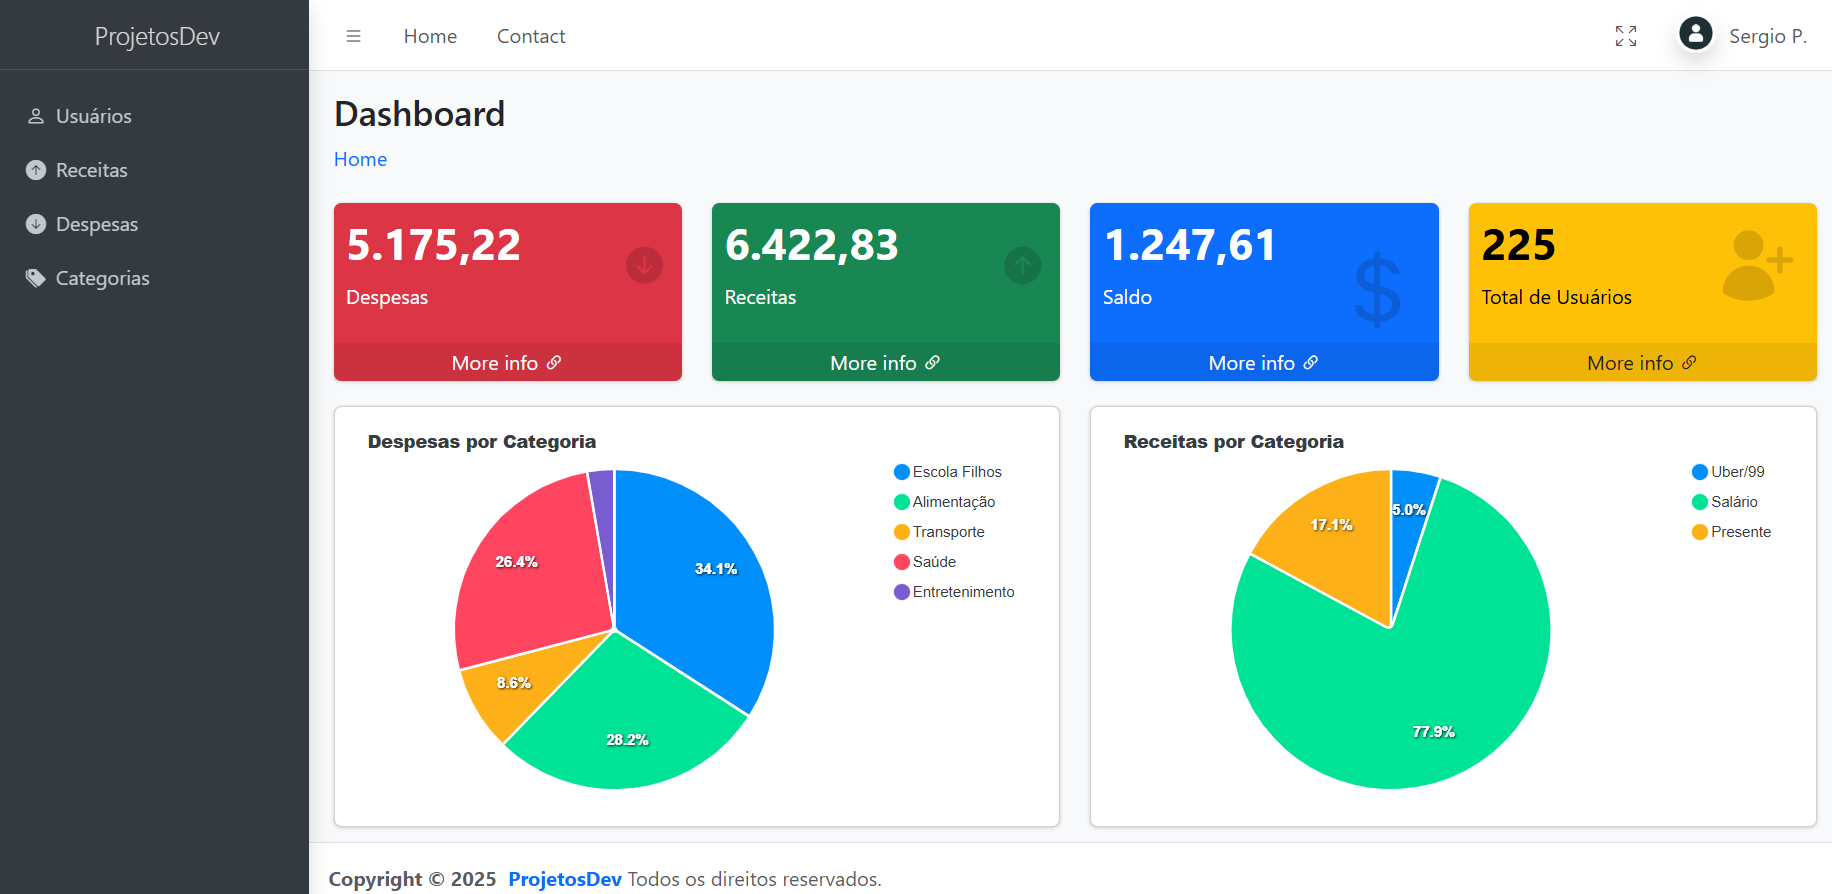 ProjetosDev
Home
Contact
Sergio P.
Usuários
Receitas
Despesas
Categorias
Dashboard
Home
5.175,22
Despesas
More info
6.422,83
Receitas
More info
1.247,61
Saldo
$
More info
225
Total de Usuários
More info
Despesas por Categoria
Escola Filhos
Alimentação
Transporte
Saúde
Entretenimento
34.1%
28.2%
8.6%
26.4%
Receitas por Categoria
Uber/99
Salário
Presente
5.0%
77.9%
17.1%
Copyright © 2025 ProjetosDev Todos os direitos reservados.